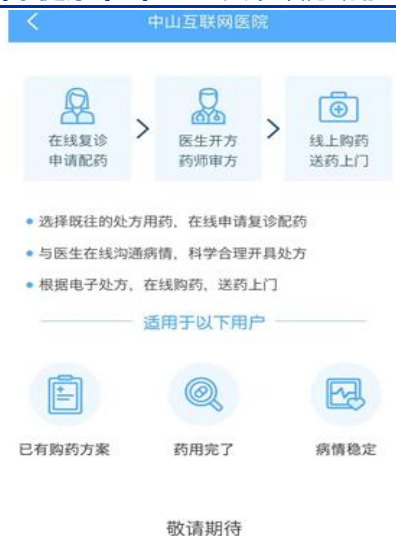 中山互联网医院
在线复诊
申请配药
医生开方
药师审方
线上购药
送药上门
选择既往的处方用药、在线申请复诊配药
与医生在线沟通病情，科学合理开具处方
根据电子处方，在线购药、送药上门
适用于以下用户
已有购药方案
药用完了
病情稳定
敬请期待